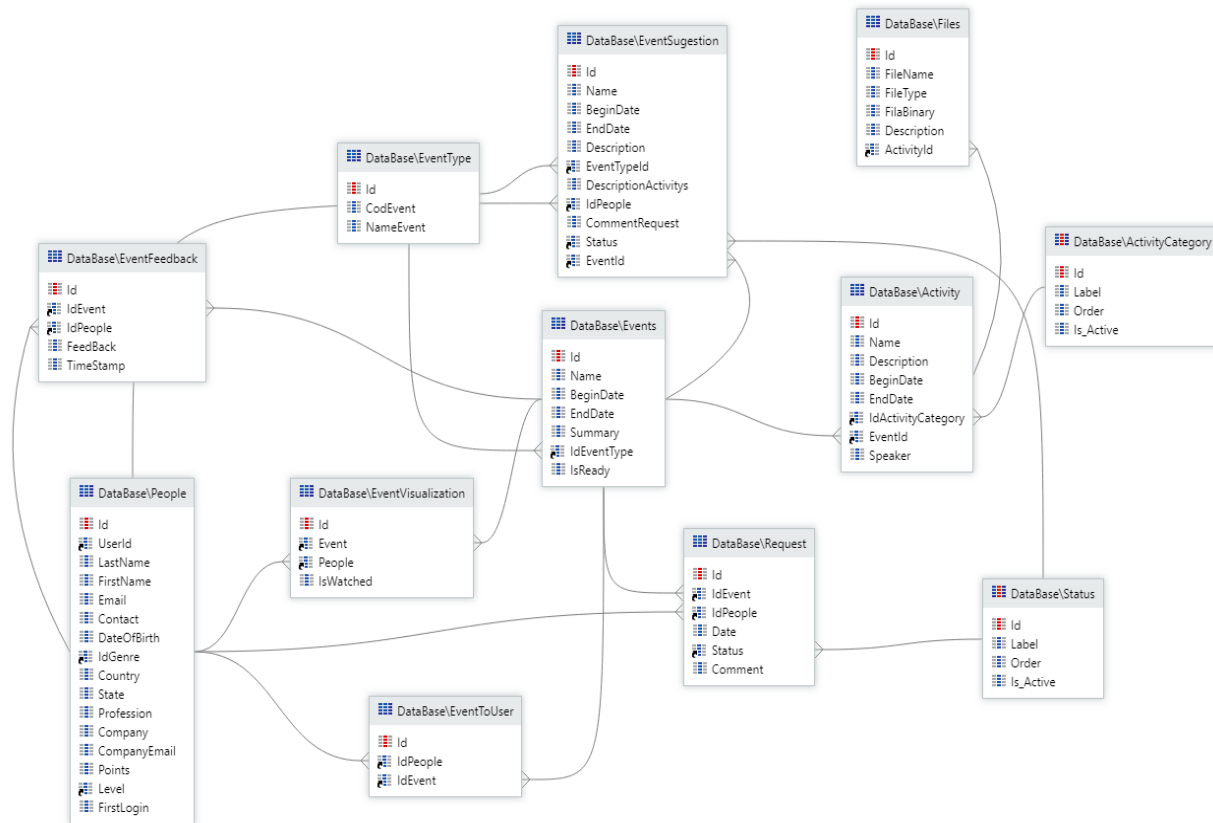 DataBase\EventSugestion
Id
Name
BeginDate
EndDate
Description
EventTypeId
DescriptionActivitys
IdPeople
CommentRequest
Status
EventId
DataBase\Files
Id
FileName
FileType
FilaBinary
Description
ActivityId
DataBase\EventType
Id
CodEvent
NameEvent
DataBase\EventFeedback
Id
IdEvent
IdPeople
FeedBack
TimeStamp
DataBase\Events
Id
Name
BeginDate
EndDate
Summary
IdEventType
IsReady
DataBase\Activity
Id
Name
Description
BeginDate
EndDate
IdActivityCategory
EventId
Speaker
DataBase\ActivityCategory
Id
Label
Order
Is_Active
DataBase\People
Id
UserId
LastName
FirstName
Email
Contact
DateOfBirth
IdGenre
Country
State
Profession
Company
CompanyEmail
Points
Level
FirstLogin
DataBase\EventVisualization
Id
Event
People
IsWatched
DataBase\Request
Id
IdEvent
IdPeople
Date
Status
Comment
DataBase\Status
Id
Label
Order
Is_Active
DataBase\EventToUser
Id
IdPeople
IdEvent